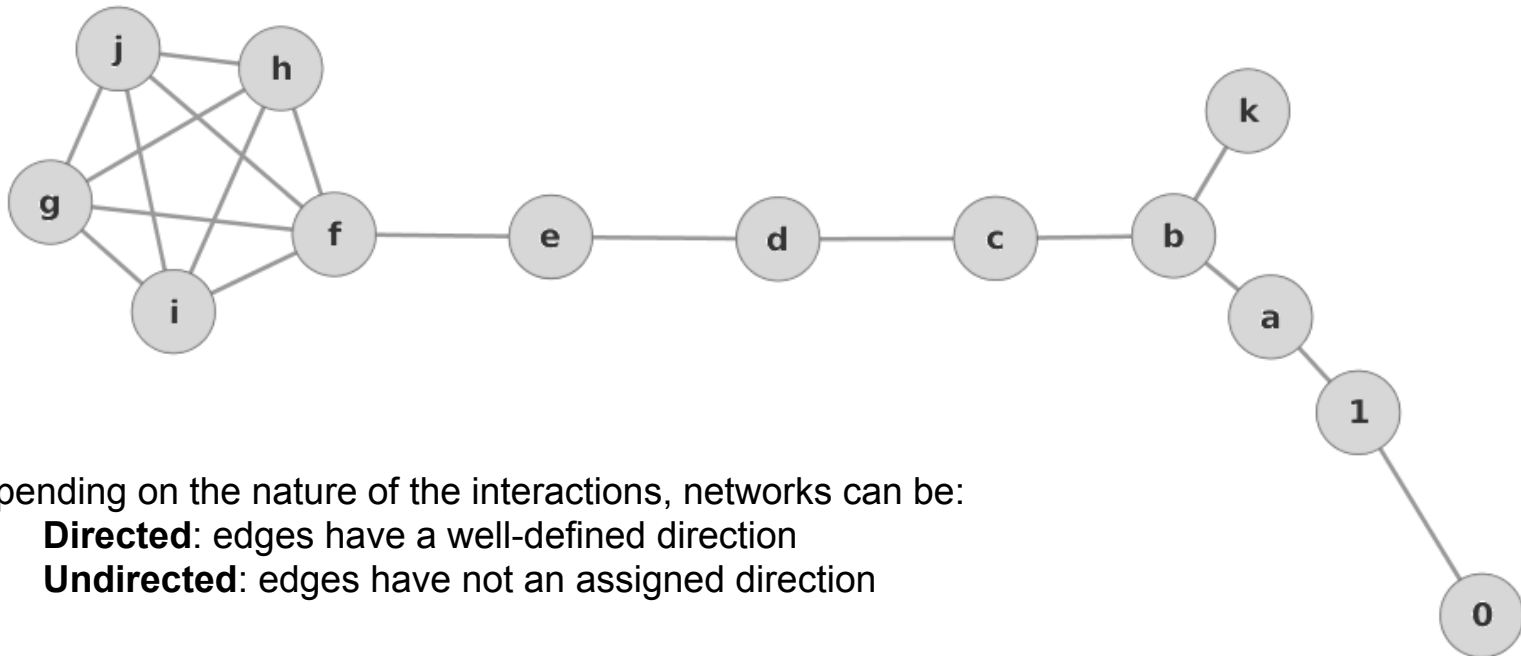 j
h
k
g
f
e
d
c
b
i
a
1
pending on the nature of the interactions, networks can be:
Directed: edges have a well-defined direction
Undirected: edges have not an assigned direction
0